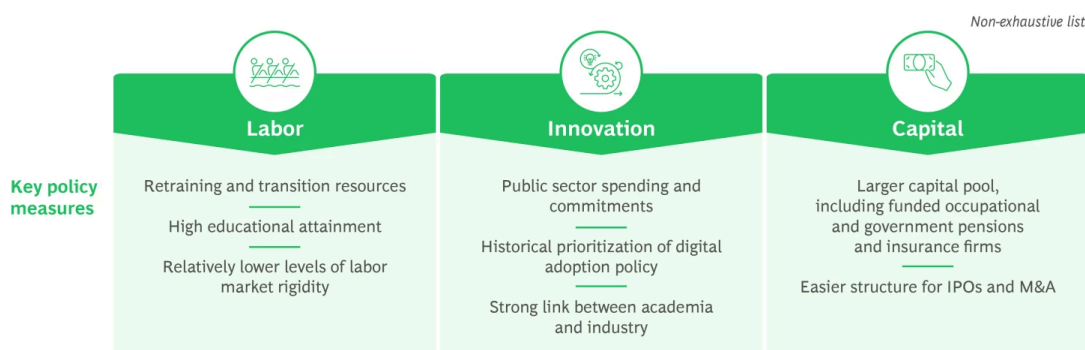 Non-exhaustive list
Labor
Innovation
Capital
Key policy
measures
Retraining and transition resources
High educational attainment
Relatively lower levels of labor
market rigidity
Public sector spending and
commitments
Historical prioritization of digital
adoption policy
Strong link between academia
and industry
Larger capital pool,
including funded occupational
and government pensions
and insurance firms
Easier structure for IPOs and M&A